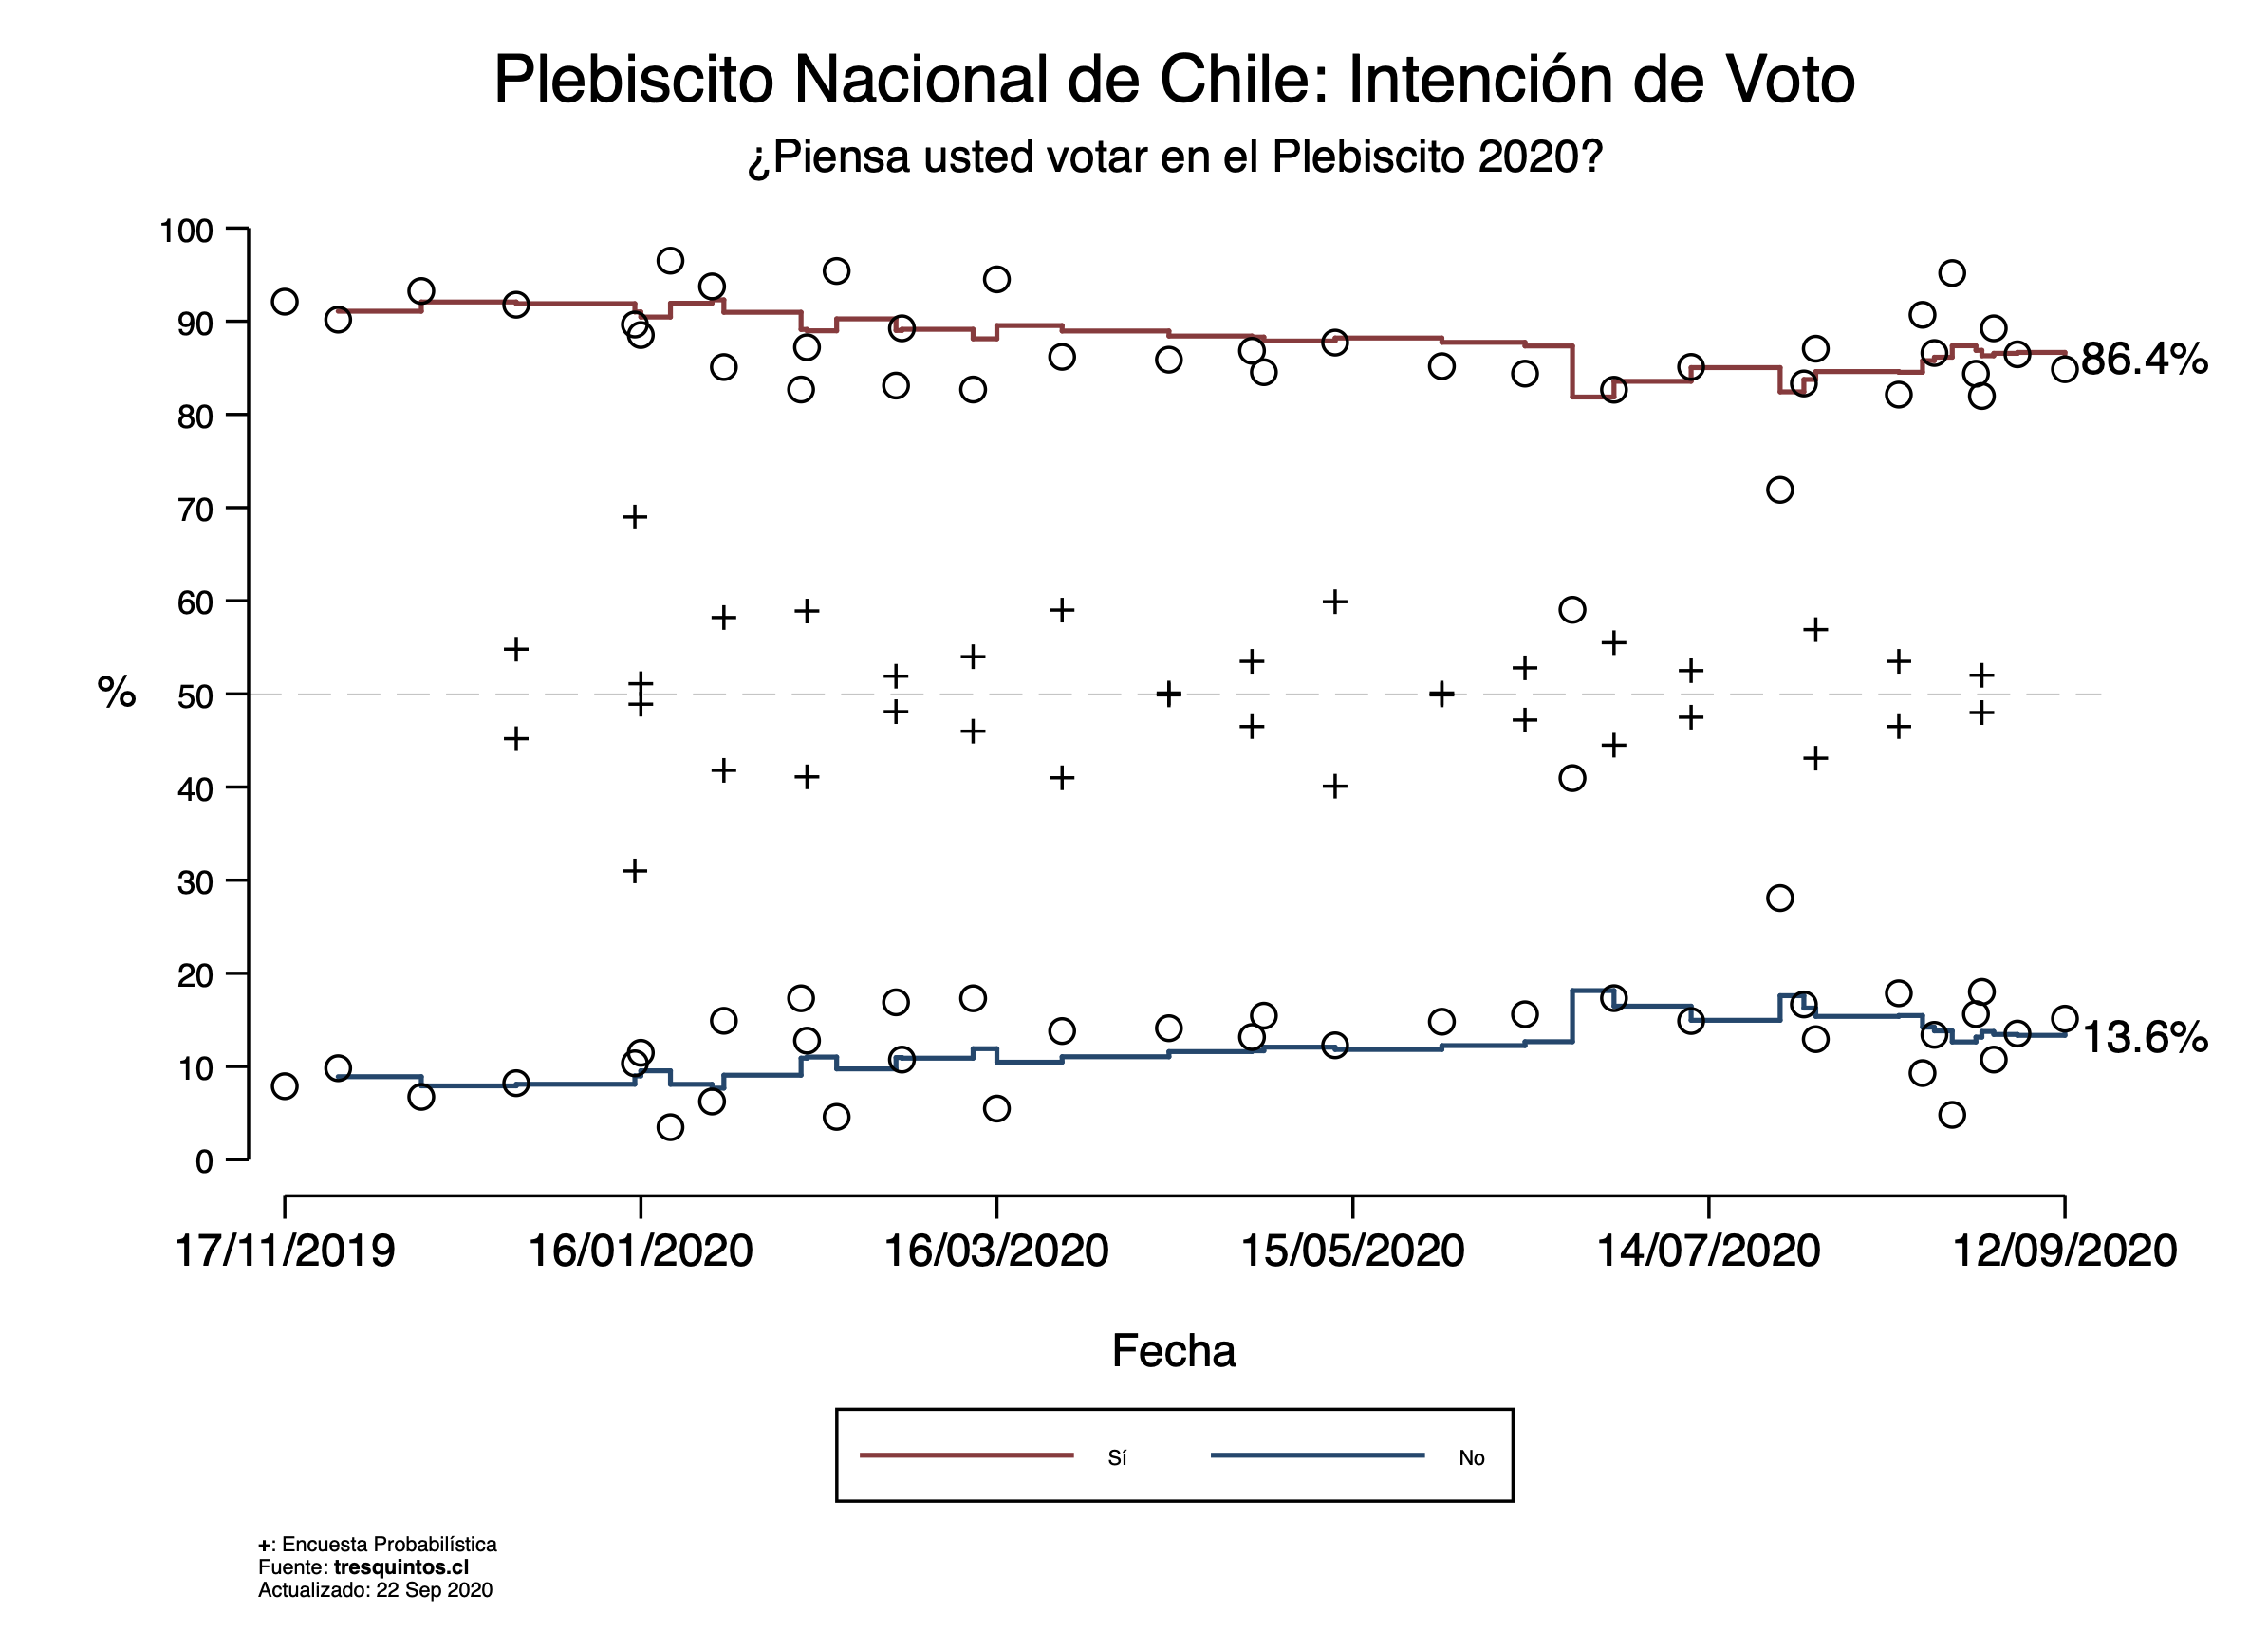 Plebiscito Nacional de Chile: Intención de Voto
¿Piensa usted votar en el Plebiscito 2020?
100
90
80
70
60
50
40
30
20
10
0
%
86.4%
13.6%
17/11/2019 16/01/2020 16/03/2020 15/05/2020 14/07/2020 12/09/2020
Fecha
Sí No
+: Encuesta Probabilística
Fuente: tresquintos.cl
Actualizado: 22 Sep 2020